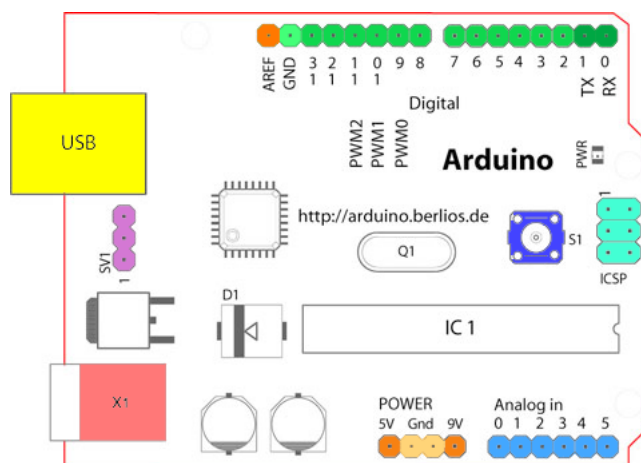 AREF GND 13 12 11 10 9 8 7 6 5 4 3 2 TX 1 RX 0
Digital
USB
PWM2 PWM1 PWM0
Arduino
PWR
1
http://arduino.berlios.de
SV1
1
Q1
S1
ICSP
D1
IC 1
X1
POWER
5V Gnd 9V
Analog in
0 1 2 3 4 5